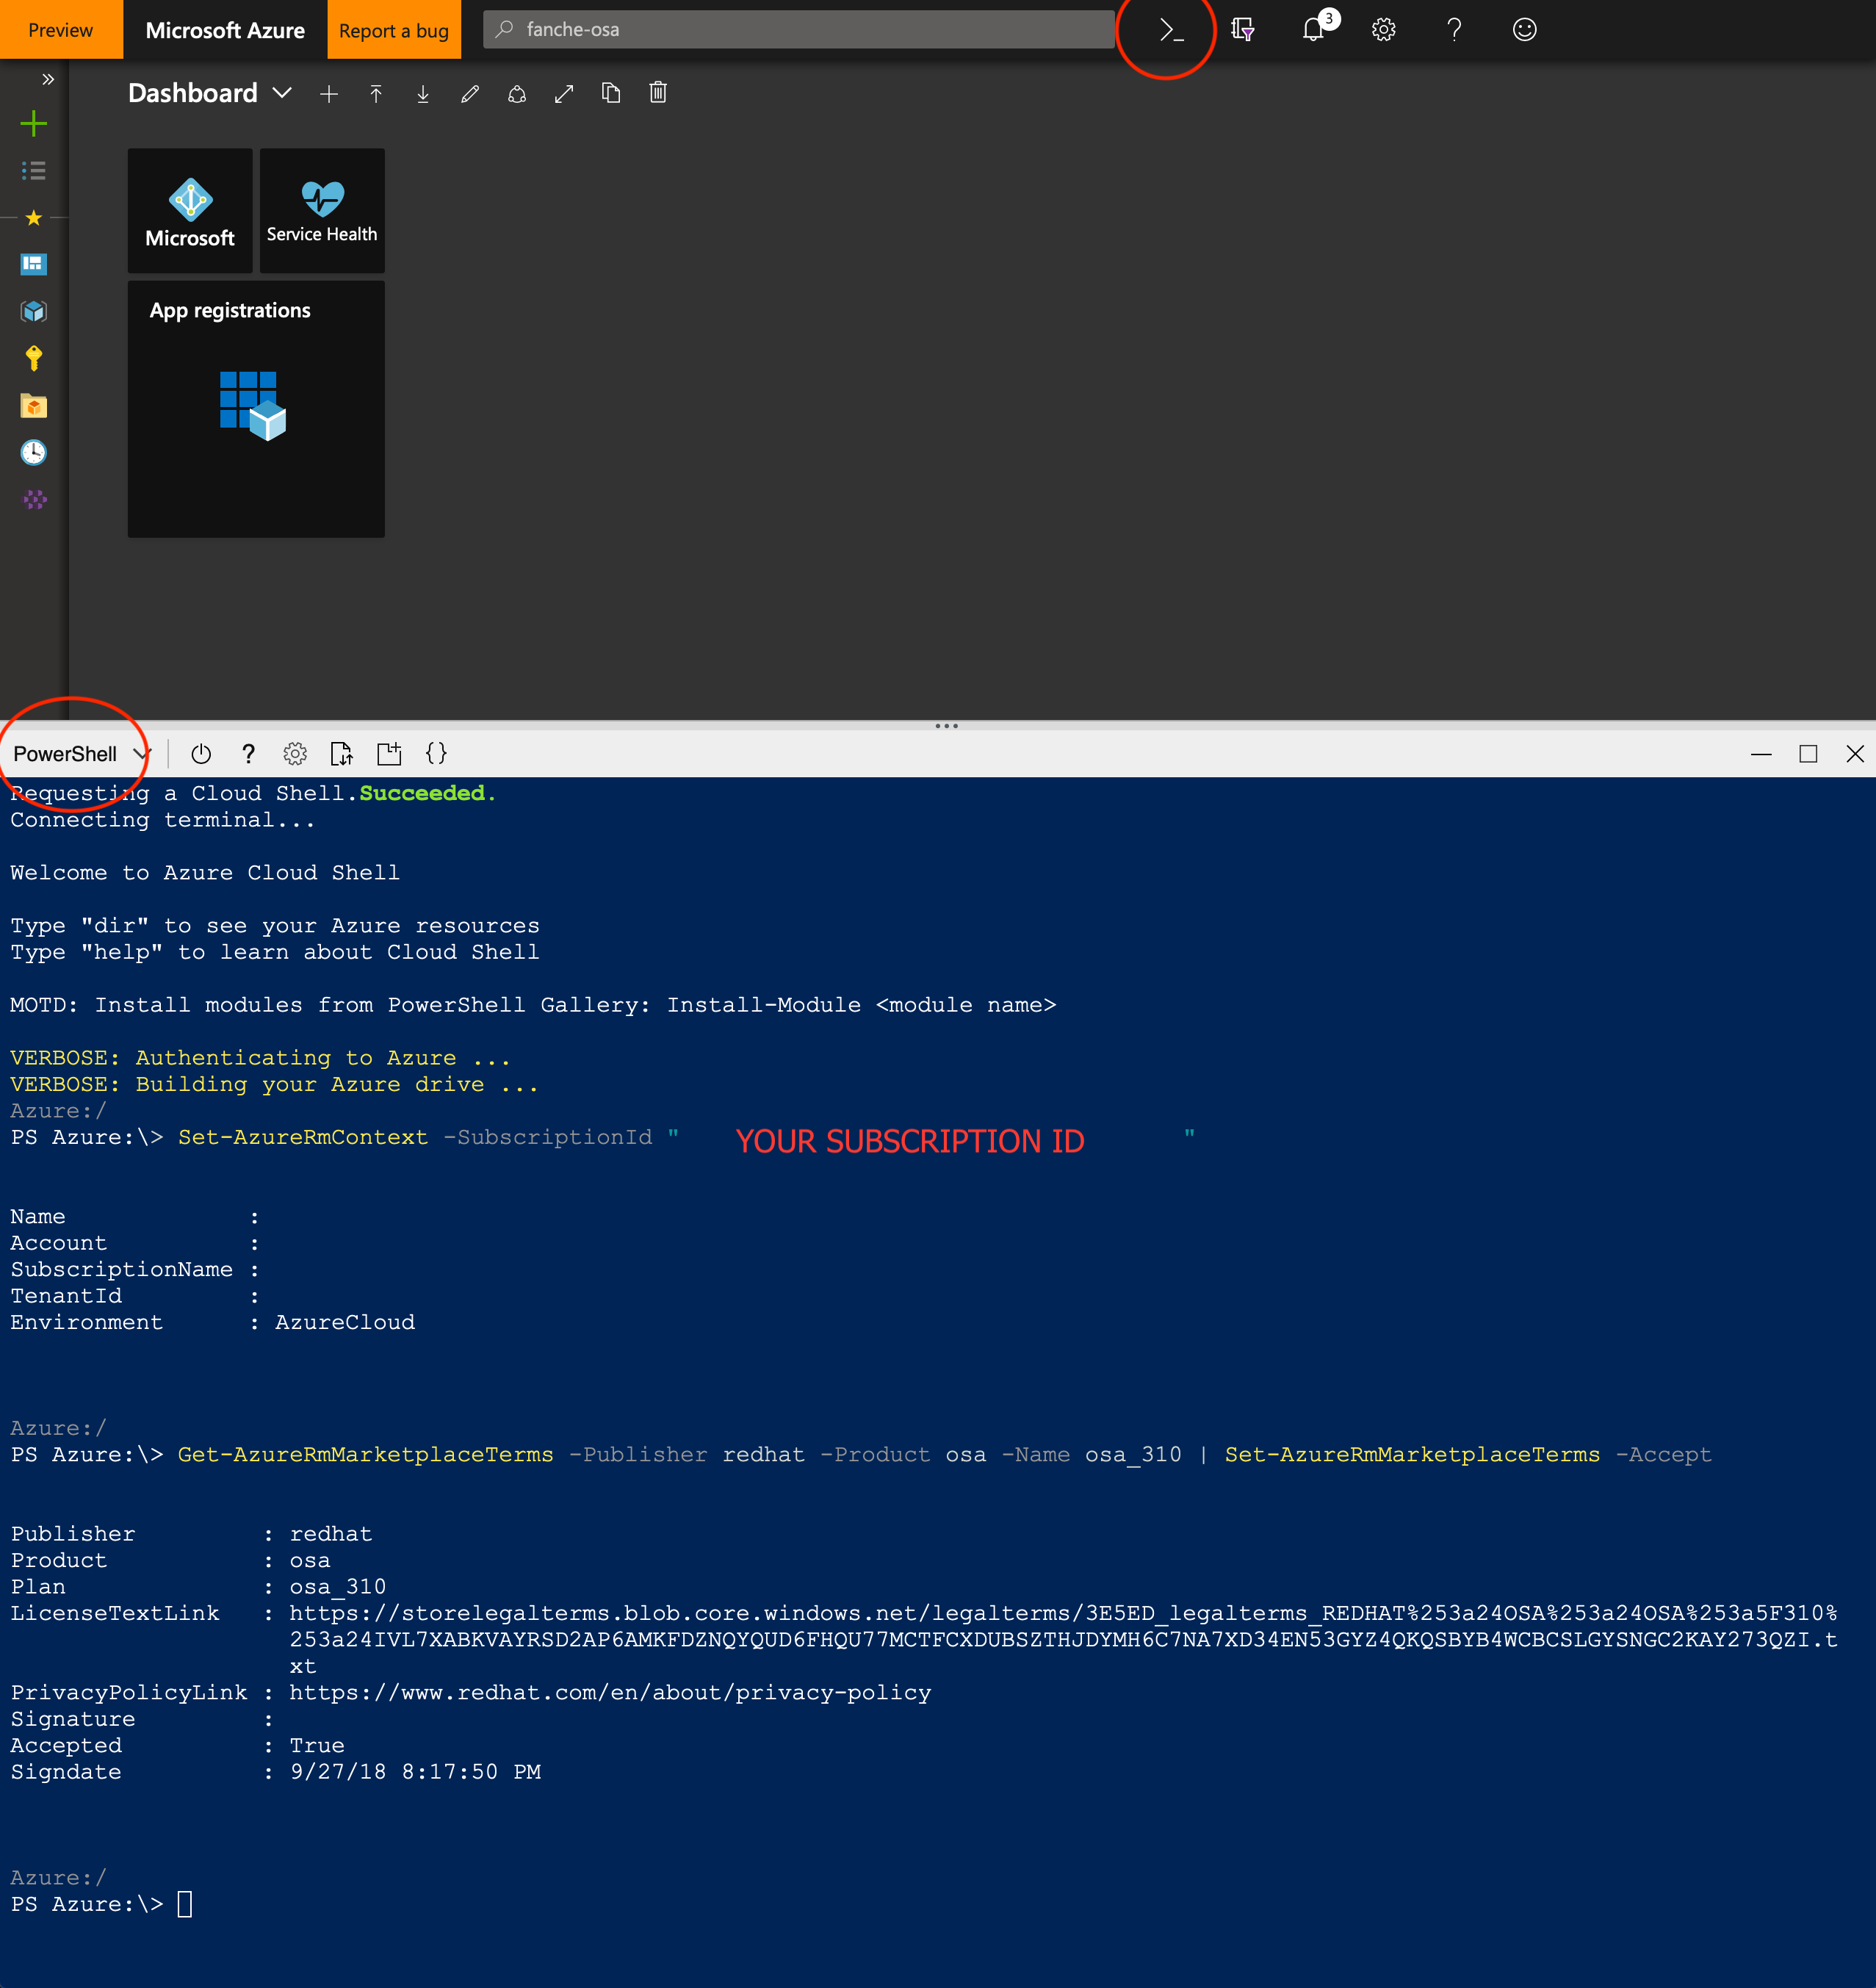 Preview
Microsoft Azure
Report a bug
fanche-osa
3
Dashboard
Microsoft
Service Health
App registrations
PowerShell
Requesting a Cloud Shell.Succeeded.
Connecting terminal...
Welcome to Azure Cloud Shell
Type "dir" to see your Azure resources
Type "help" to learn about Cloud Shell
MOTD: Install modules from PowerShell Gallery: Install-Module <module name>
VERBOSE: Authenticating to Azure ...
VERBOSE: Building your Azure drive ...
Azure:/
PS Azure:\> Set-AzureRmContext -SubscriptionId " YOUR SUBSCRIPTION ID "
Name :
Account :
SubscriptionName :
TenantId :
Environment : AzureCloud
Azure:/
PS Azure:\> Get-AzureRmMarketplaceTerms -Publisher redhat -Product osa -Name osa_310 | Set-AzureRmMarketplaceTerms -Accept
Publisher : redhat
Product : osa
Plan : osa_310
LicenseTextLink : https://storelegalterms.blob.core.windows.net/legalterms/3E5ED_legalterms_REDHAT%253a24OSA%253a24OSA%253a5F310%
253a24IVL7XABKVAYRSD2AP6AMKFDZNQYQUD6FHQU77MCTFCXDUBSZTHJDYMH6C7NA7XD34EN53GYZ4QKQSBYB4WCBCSLGYSNGC2KAY273QZI.t
xt
PrivacyPolicyLink : https://www.redhat.com/en/about/privacy-policy
Signature :
Accepted : True
Signdate : 9/27/18 8:17:50 PM
Azure:/
PS Azure:\>